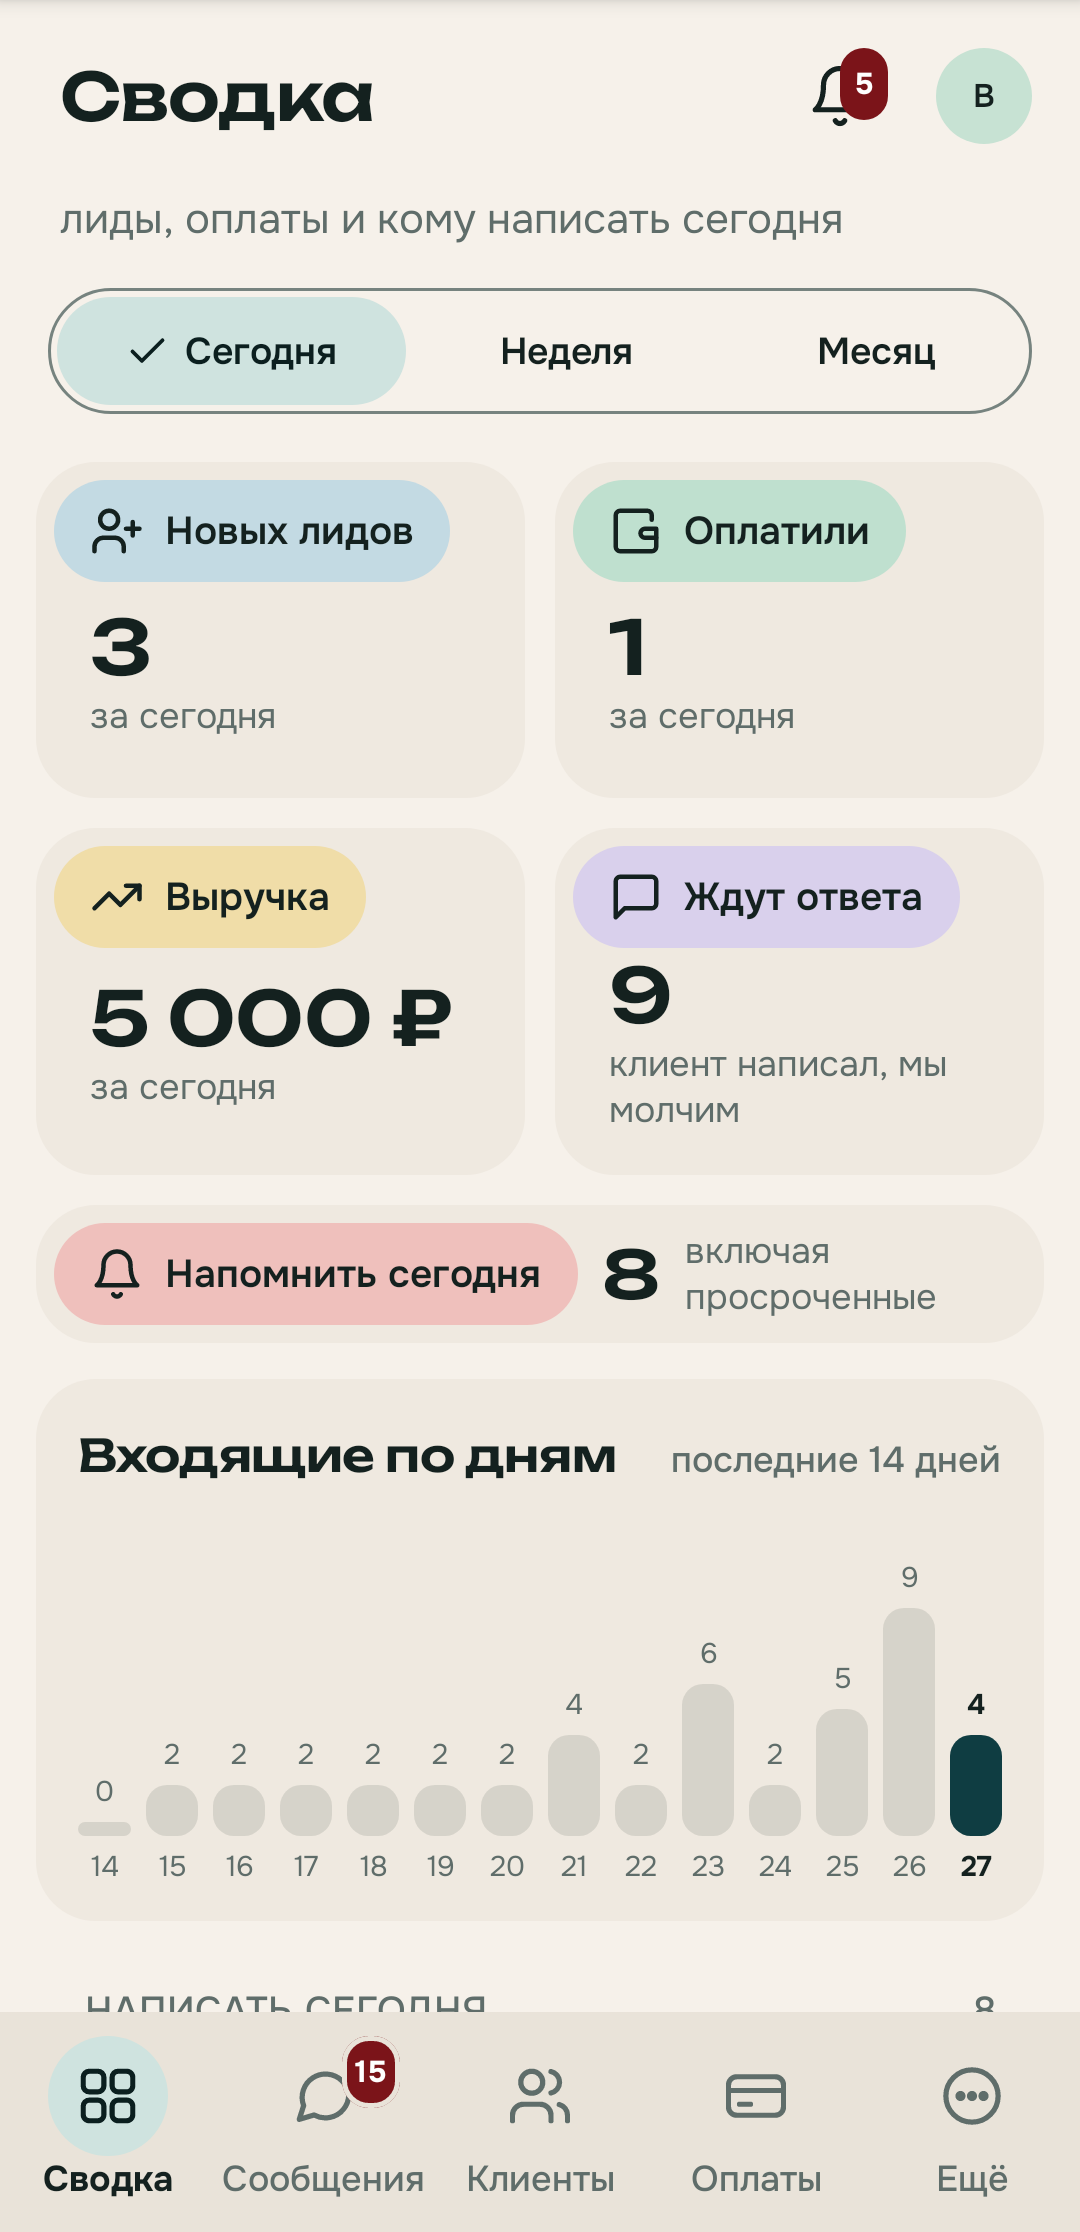 Сводка
5
В
лиды, оплаты и кому написать сегодня
Сегодня
Неделя
Месяц
Новых лидов
3
за сегодня
Оплатили
1
за сегодня
Выручка
5 000 ₽
за сегодня
Ждут ответа
9
клиент написал, мы
молчим
Напомнить сегодня
8
включая
просроченные
Входящие по дням
последние 14 дней
0 2 2 2 2 2 2 4 2 6 2 5 9 4
14 15 16 17 18 19 20 21 22 23 24 25 26 27
НАПИСАТЬ СЕГОДНЯ
8
15
Сводка
Сообщения
Клиенты
Оплаты
Ещё